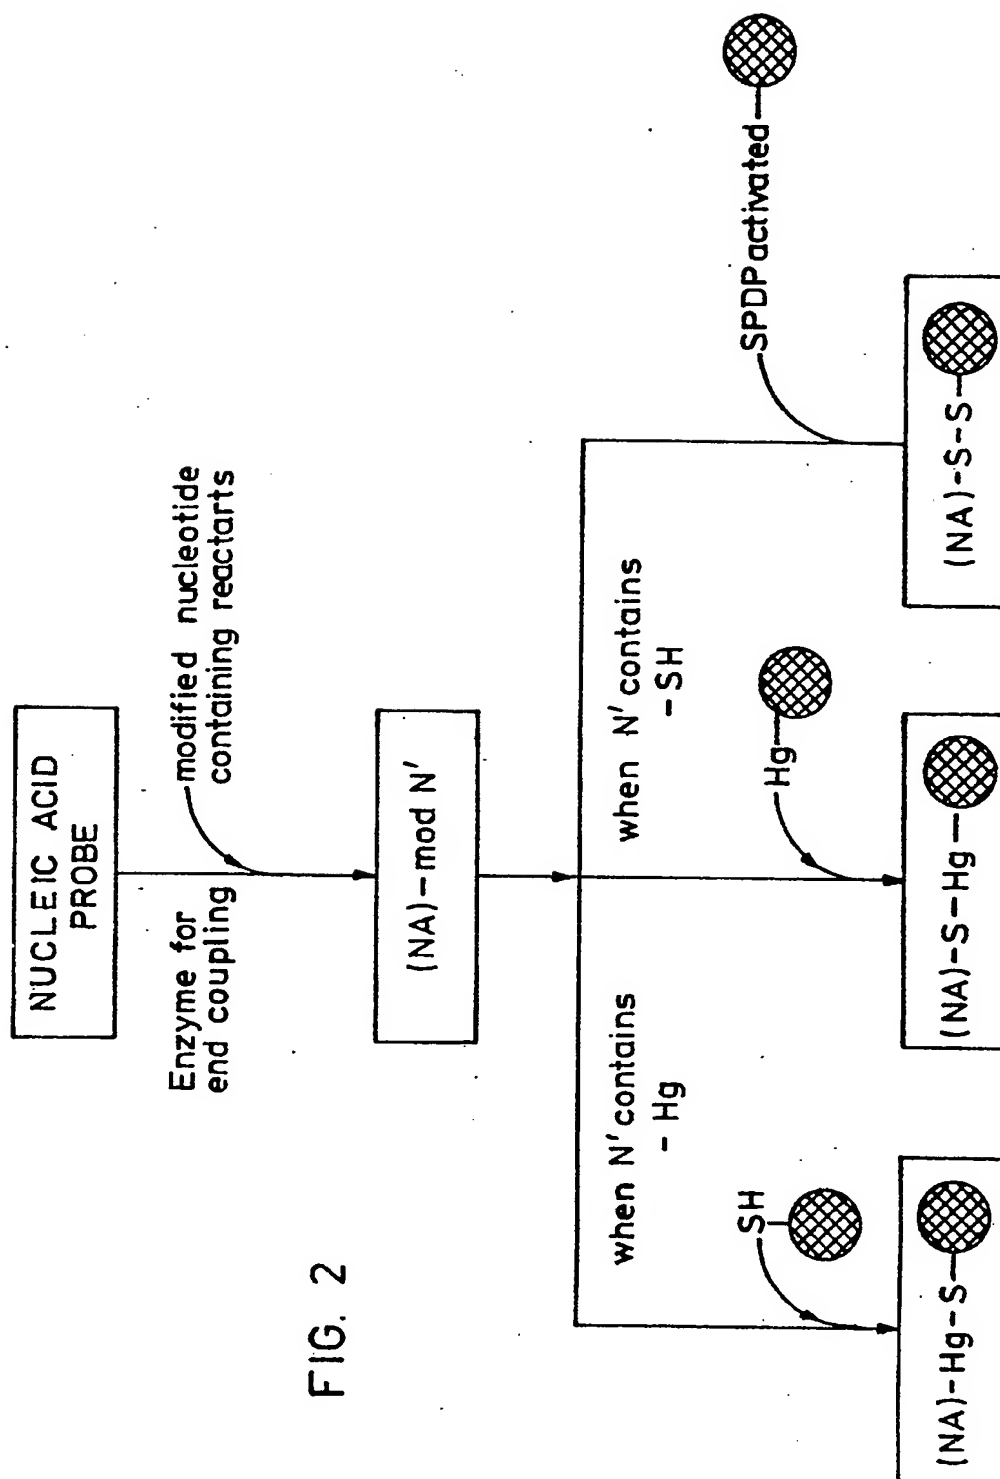 FIG. 2
NUCLEIC ACID
PROBE
Enzyme for
end coupling
modified nucleotide
containing reactarts
(NA)-mod N'
when N' contains
- Hg
when N' contains
- SH
SH
Hg
SPDP activated
(NA)-Hg-S
(NA)-S-Hg
(NA)-S-S